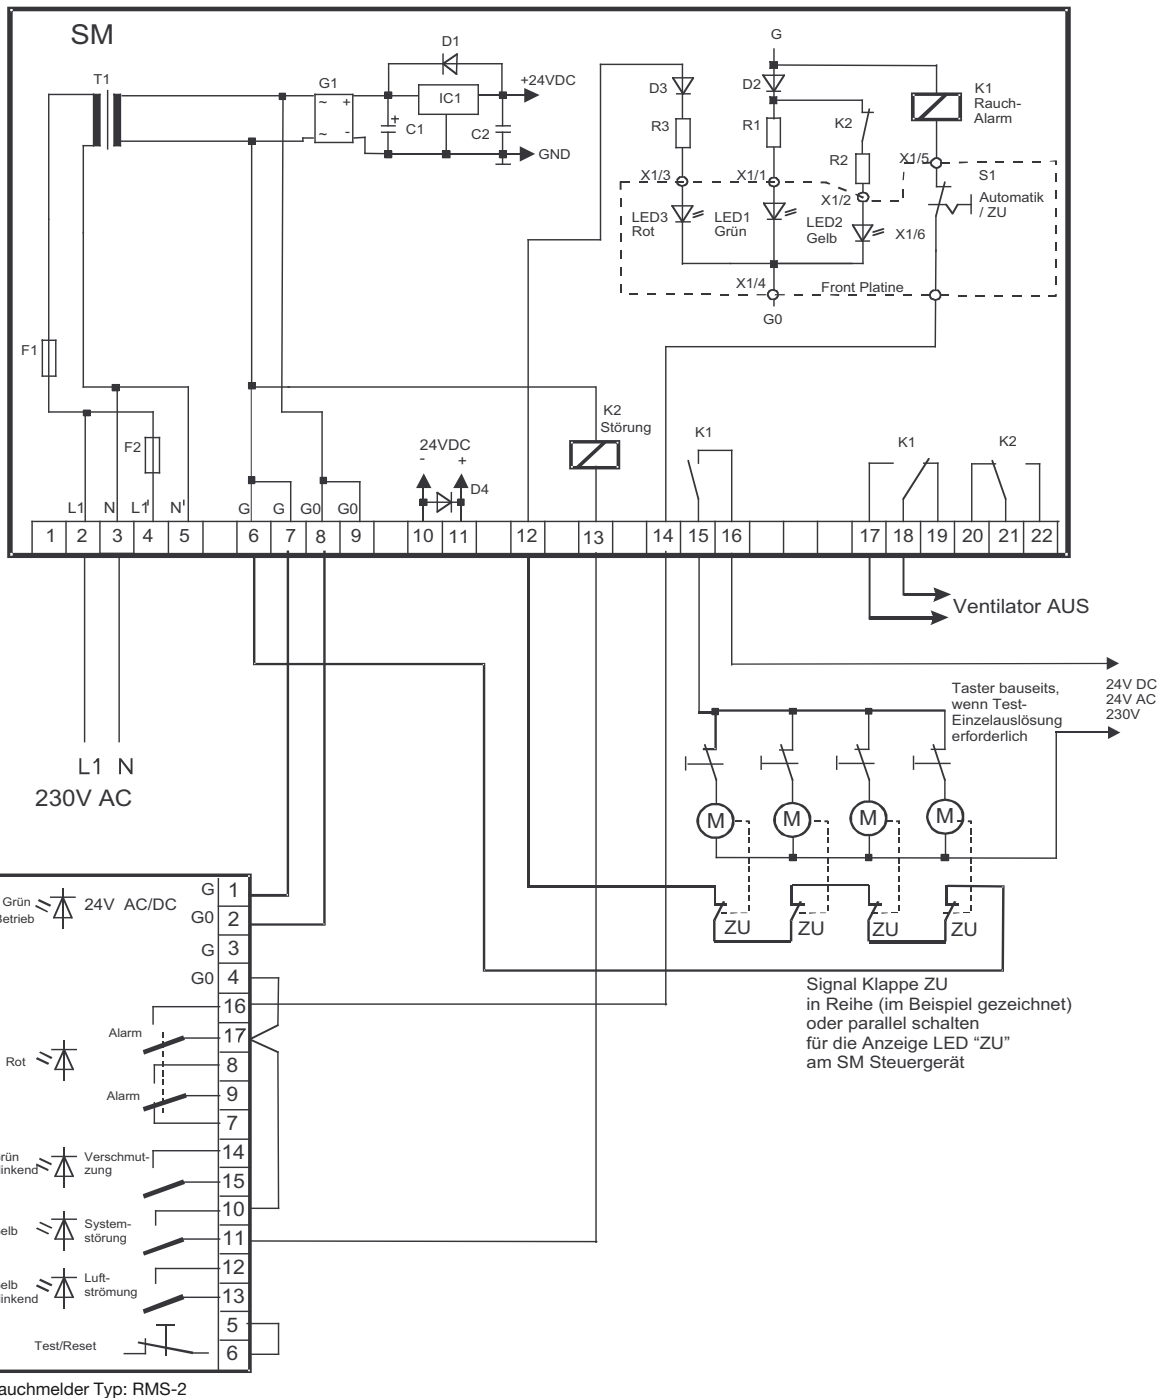 SM
T1
G1
D1
IC1
+24VDC
C1
C2
GND
~ +
~ -
+
G
D3
D2
K2
K1
Rauch-
Alarm
R3
R1
R2
X1/3
X1/1
X1/2
X1/5
S1
Automatik
/ ZU
LED3
Rot
LED1
Grün
LED2
Gelb
X1/6
X1/4
Front Platine
G0
F1
F2
K2
Störung
24VDC
- +
D4
K1
K1
K2
L1 N L1' N' G G G0 G0
1 2 3 4 5 6 7 8 9 10 11 12 13 14 15 16 17 18 19 20 21 22
Ventilator AUS
L1 N
230V AC
Taster bauseits,
wenn Test-
Einzelauslösung
erforderlich
24V DC
24V AC
230V
M M M M
ZU ZU ZU ZU
Signal Klappe ZU
in Reihe (im Beispiel gezeichnet)
oder parallel schalten
für die Anzeige LED “ZU”
am SM Steuergerät
Grün
Betrieb
24V AC/DC
G 1
G0 2
G 3
G0 4
16
Alarm
17
Rot
8
Alarm
9
7
14
rün
linkend
Verschmut-
zung
15
10
elb
System-
störung
11
12
elb
linkend
Luft-
strömung
13
5
Test/Reset
6
auchmelder Typ: RMS-2